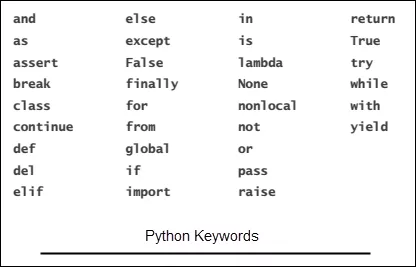 and else in return
as except is True
assert False lambda try
break finally None while
class for nonlocal with
continue from not yield
def global or
del if pass
elif import raise
Python Keywords